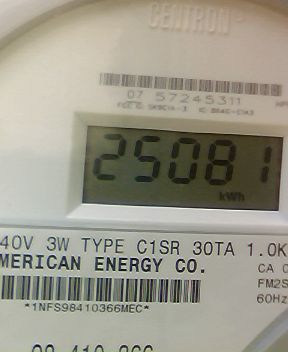 CENTRON
07 57245311
25081
kWh
40V 3W TYPE C1SR 30TA 1.0K
MERICAN ENERGY CO.
CA 0
FM2S
60Hz
*1NFS98410366MEC*